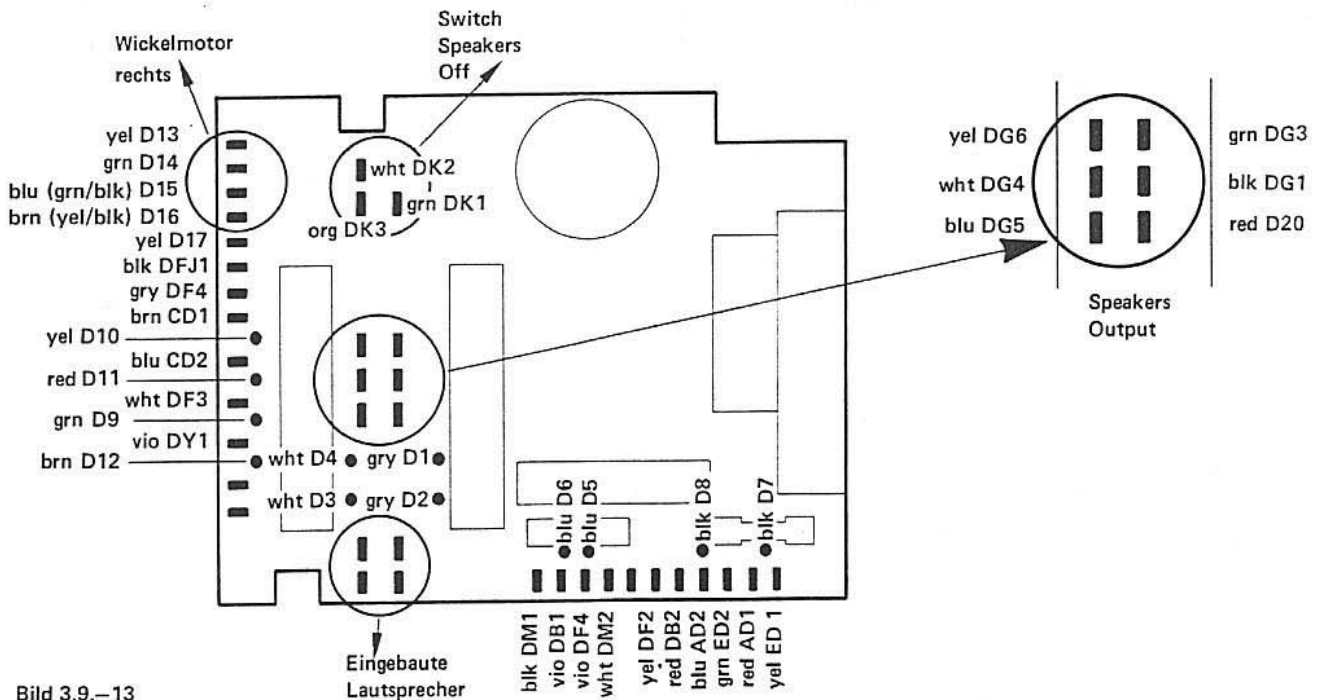 Wickelmotor
rechts
Switch
Speakers
Off
yel D13
grn D14
blu (grn/blk) D15
brn (yel/blk) D16
yel D17
blk DFJ1
gry DF4
brn CD1
yel D10
blu CD2
red D11
wht DF3
grn D9
vio DY1
brn D12
wht DK2
grn DK1
org DK3
wht D4 gry D1
wht D3 gry D2
blu D6
blu D5
blk D8
blk D7
blk DM1
vio DB1
vio DF4
wht DM2
yel DF2
red DB2
blu AD2
grn ED2
red AD1
yel ED 1
Eingebaute
Lautsprecher
yel DG6 grn DG3
wht DG4 blk DG1
blu DG5 red D20
Speakers
Output
Bild 3.9.—13